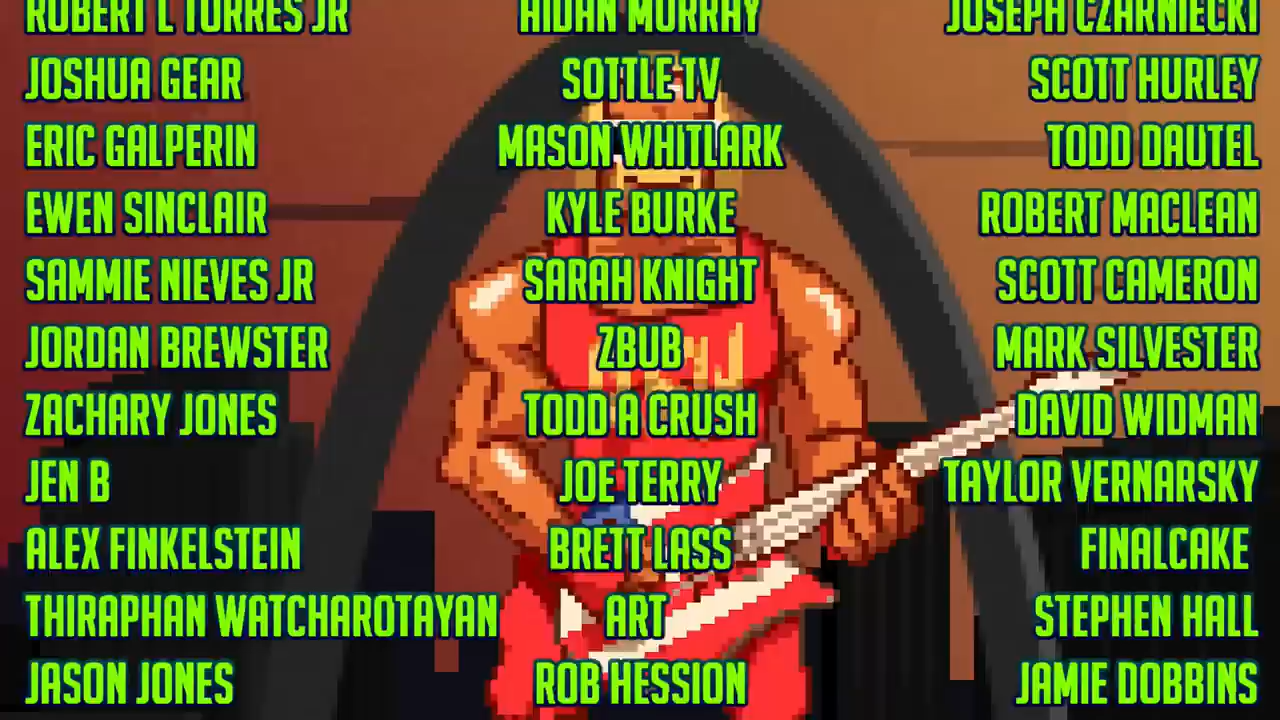 ROBERT L TORRES JR AIDAN MURRAY JOSEPH CZARNIECKI
JOSHUA GEAR SOTTLE TV SCOTT HURLEY
ERIC GALPERIN MASON WHITLARK TODD DAUTEL
EWEN SINCLAIR KYLE BURKE ROBERT MACLEAN
SAMMIE NIEVES JR SARAH KNIGHT SCOTT CAMERON
JORDAN BREWSTER ZBUB MARK SILVESTER
ZACHARY JONES TODD A CRUSH DAVID WIDMAN
JEN B JOE TERRY TAYLOR VERNARSKY
ALEX FINKELSTEIN BRETT LASS FINALCAKE
THIRAPHAN WATCHAROTAYAN ART STEPHEN HALL
JASON JONES ROB HESSION JAMIE DOBBINS